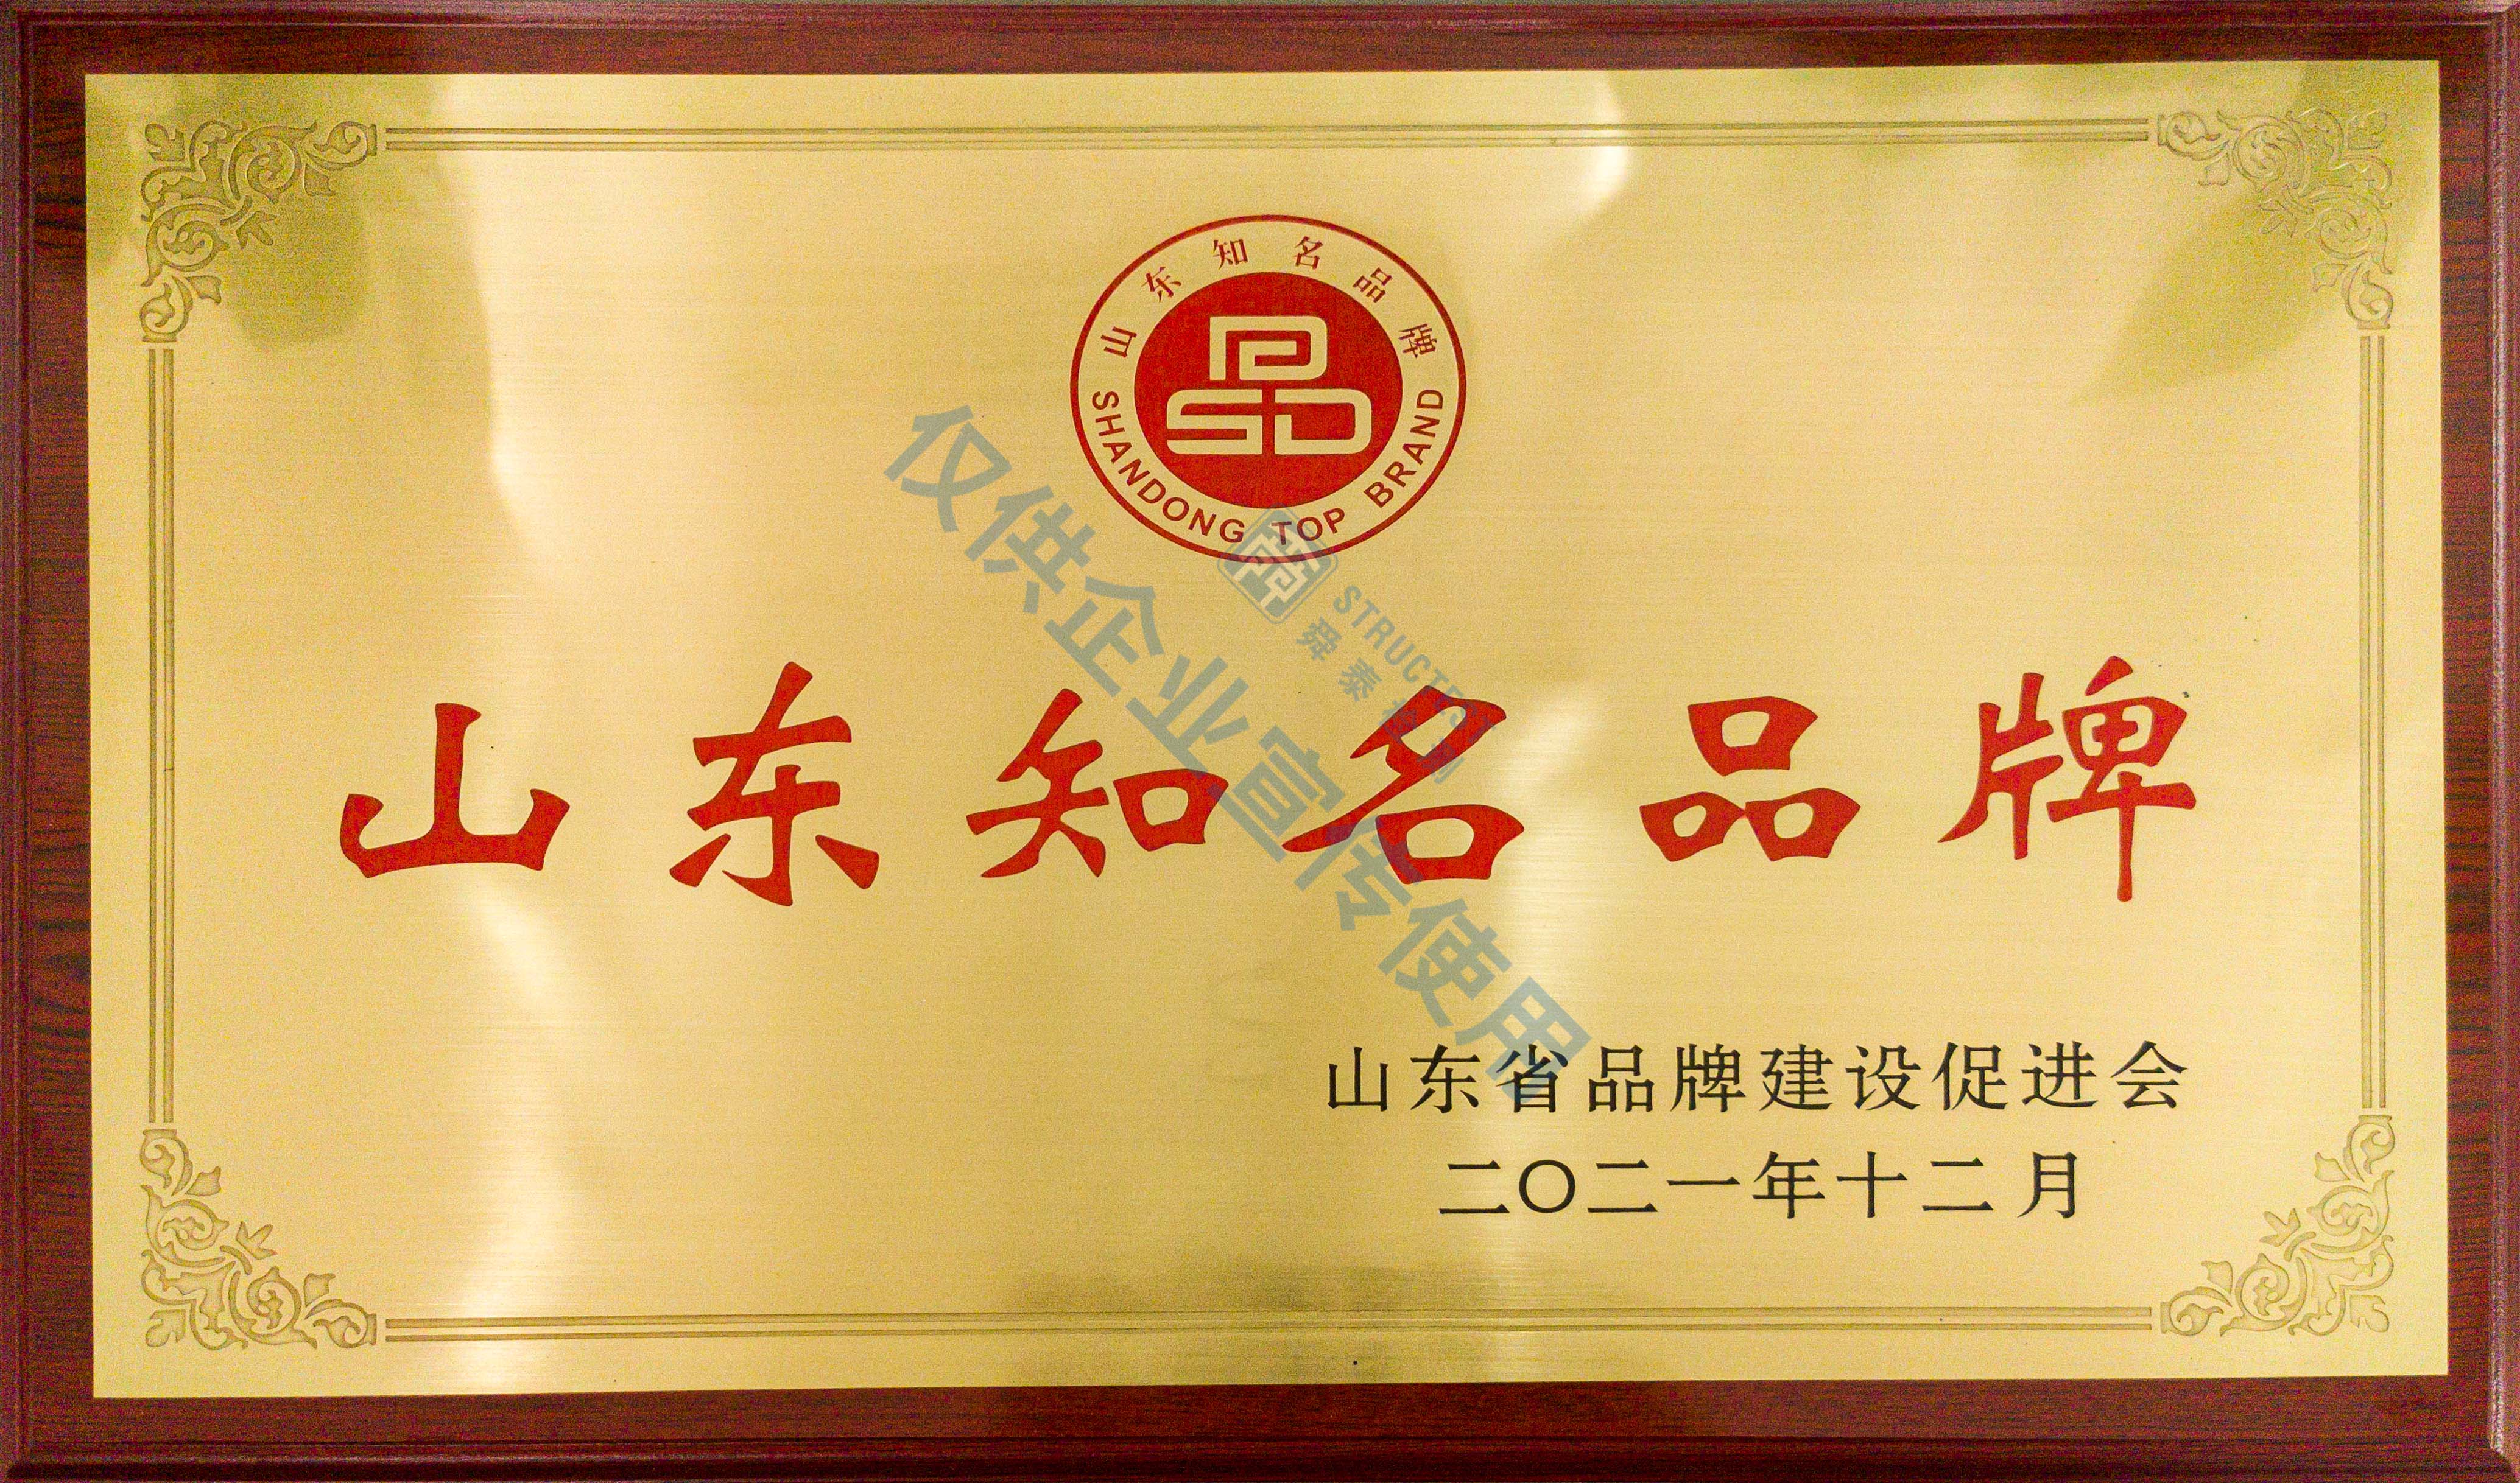 山东知名品牌
SHANDONG TOP BRAND
山东知名品牌
山东省品牌建设促进会
二〇二一年十二月
仅供企业宣传使用
舜泰